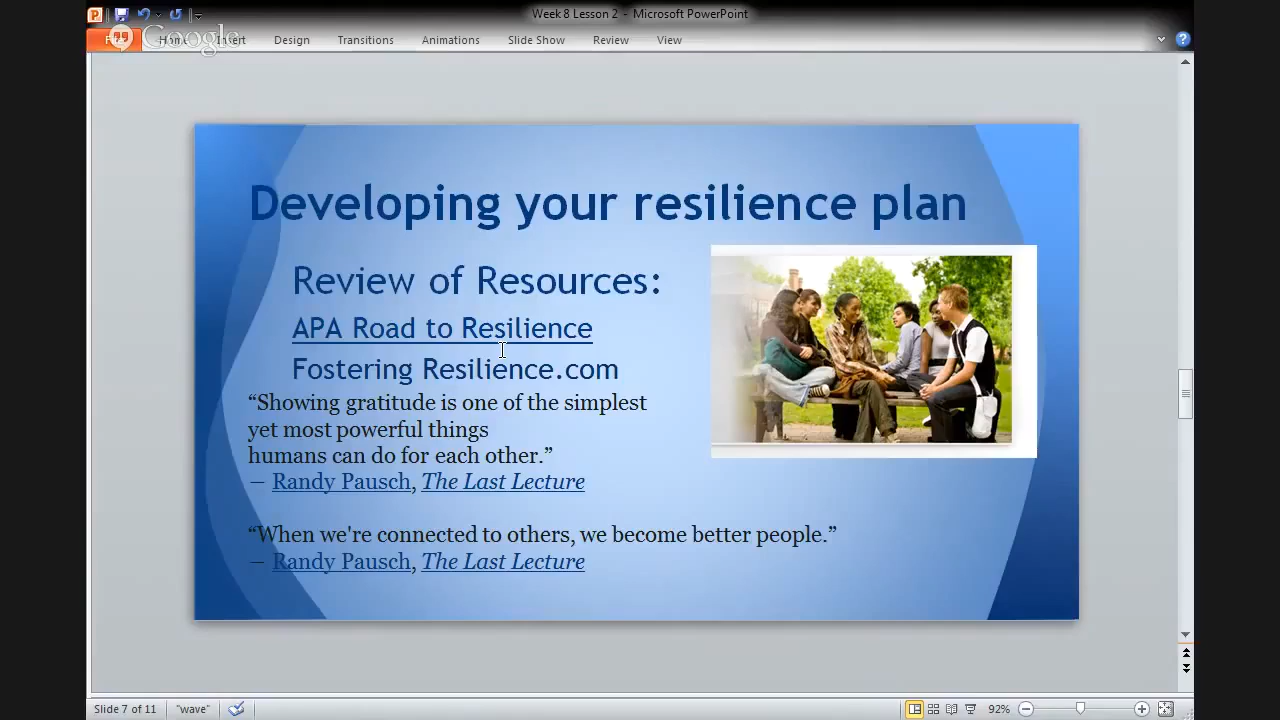 Week 8 Lesson 2 - Microsoft PowerPoint
Google
Home Insert Design Transitions Animations Slide Show Review View
Developing your resilience plan
Review of Resources:
APA Road to Resilience
Fostering Resilience.com
“Showing gratitude is one of the simplest
yet most powerful things
humans can do for each other.”
― Randy Pausch, The Last Lecture
“When we're connected to others, we become better people.”
― Randy Pausch, The Last Lecture
Slide 7 of 11 "wave" 92%